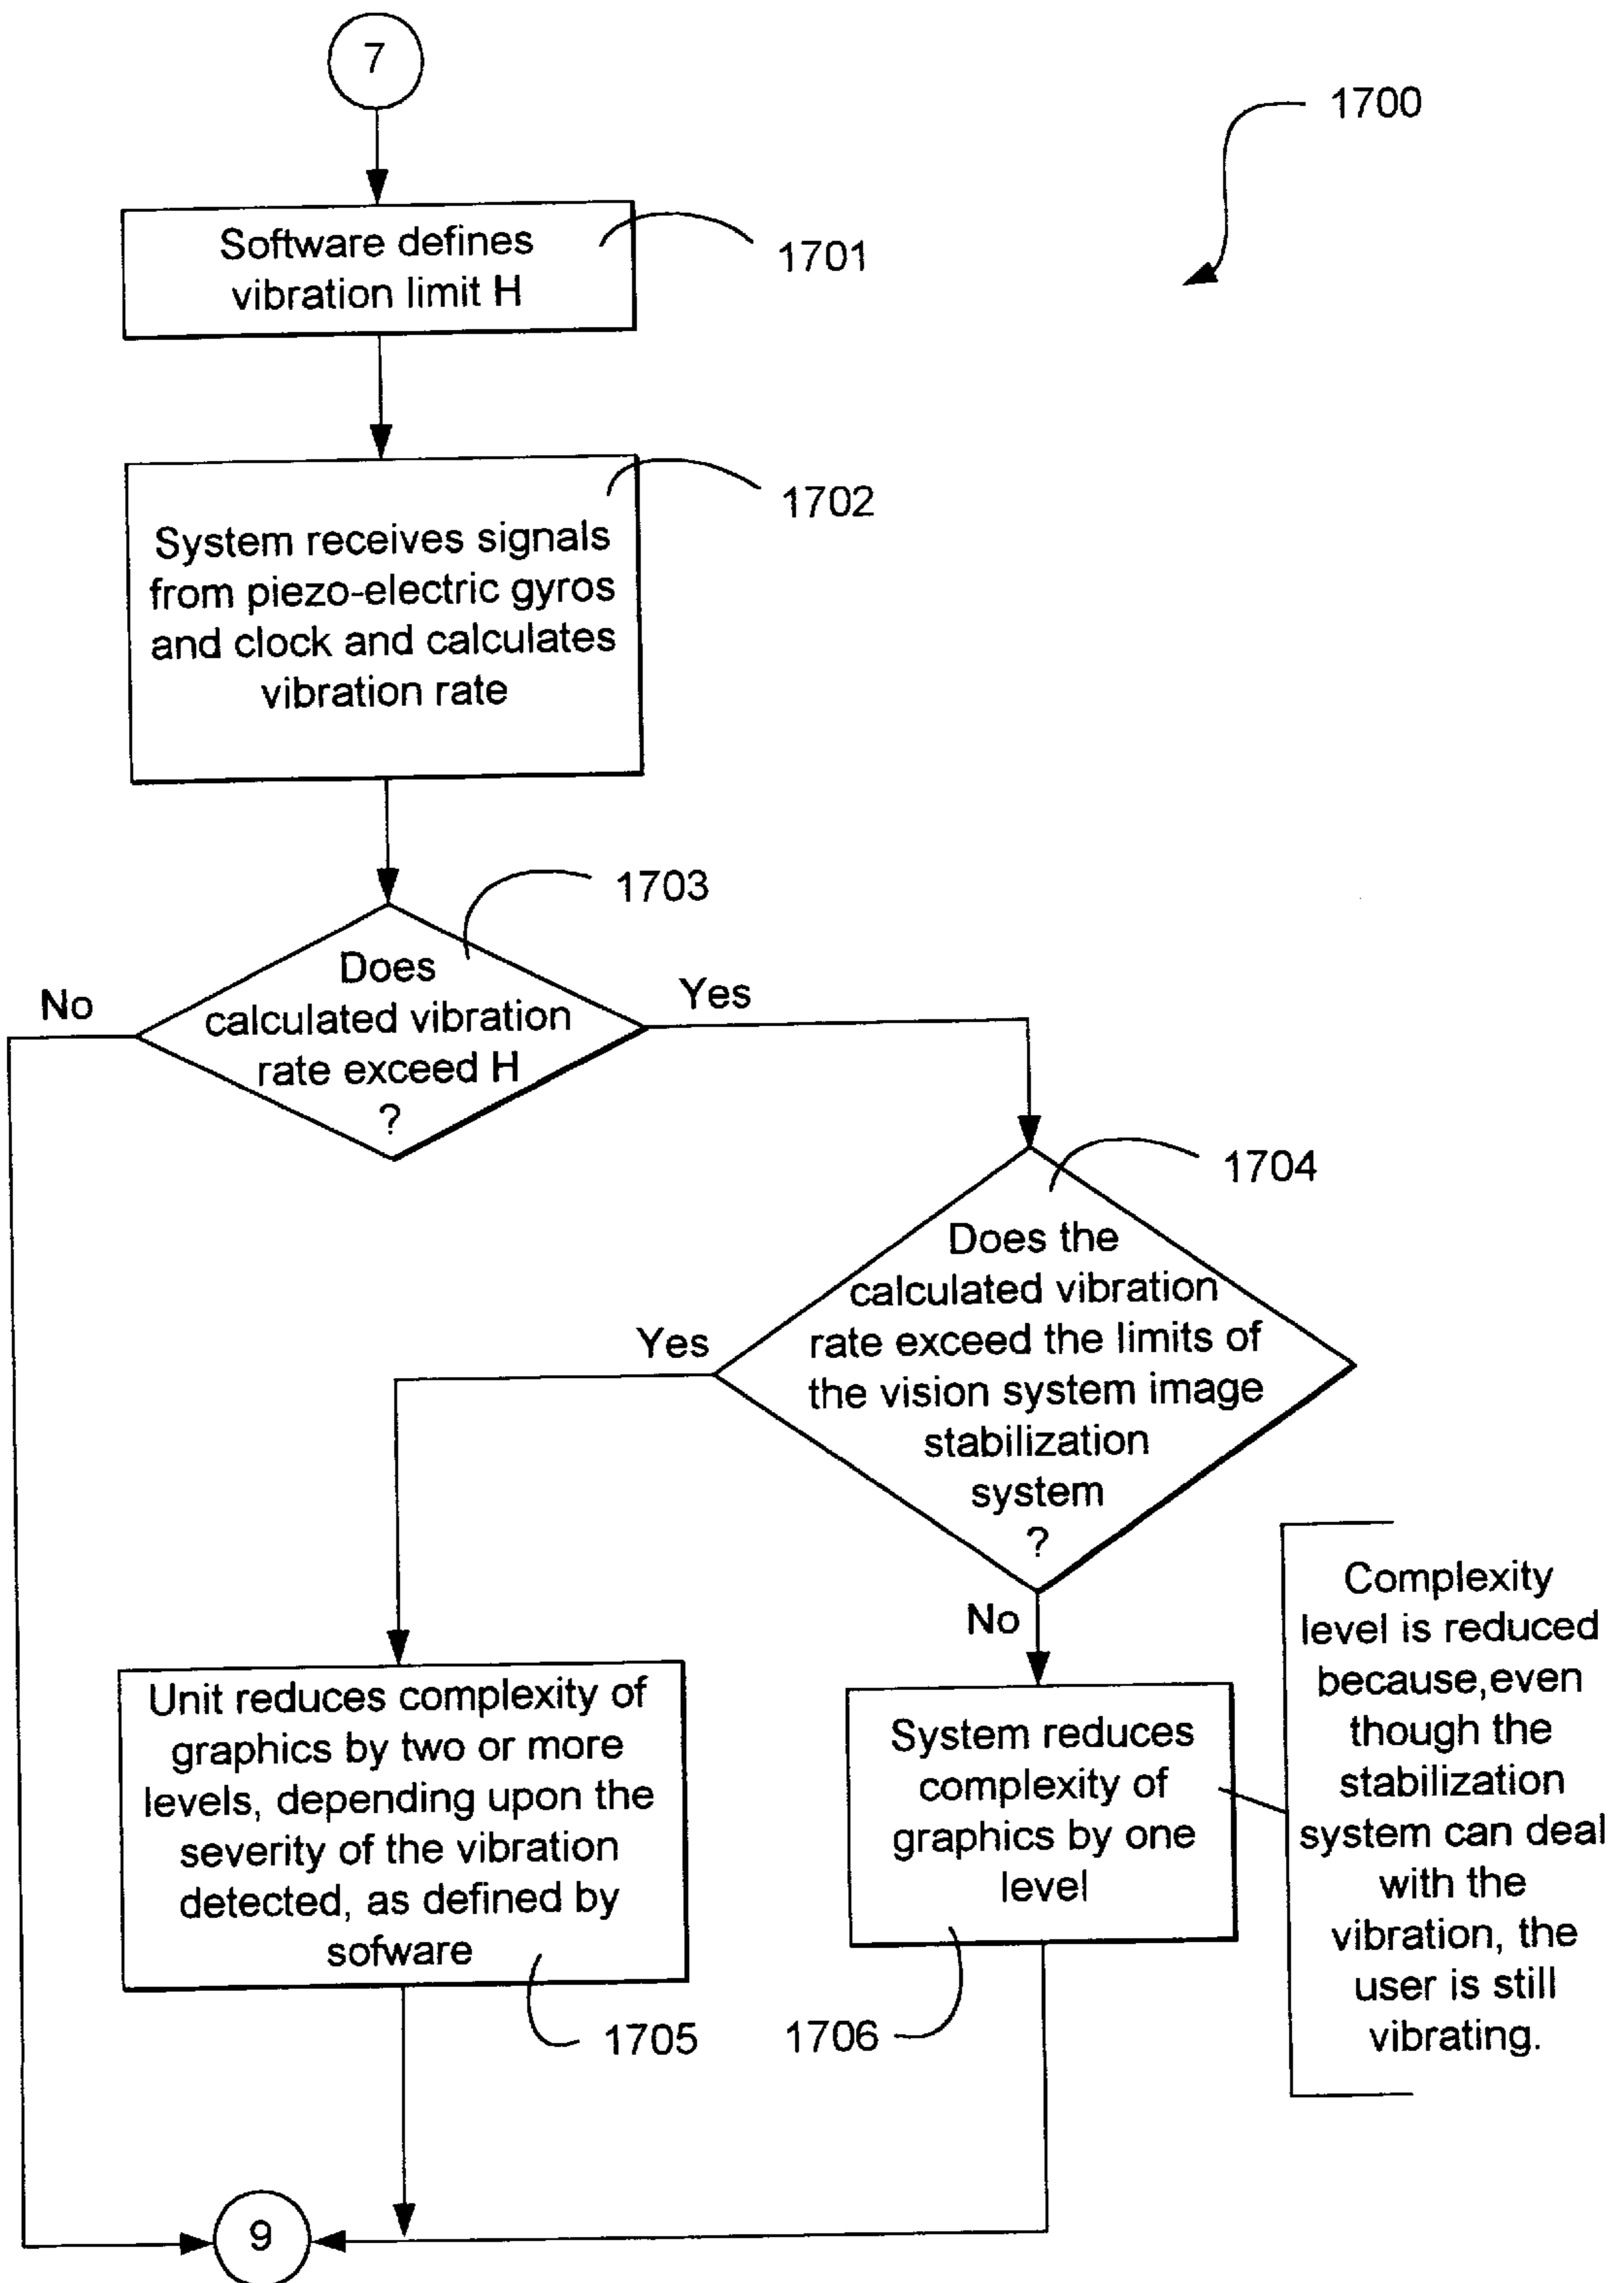 7
1700
Software defines
vibration limit H
1701
System receives signals
from piezo-electric gyros
and clock and calculates
vibration rate
1702
1703
Does
calculated vibration
rate exceed H
?
No
Yes
1704
Does the
calculated vibration
rate exceed the limits of
the vision system image
stabilization
system
?
Yes
No
Unit reduces complexity of
graphics by two or more
levels, depending upon the
severity of the vibration
detected, as defined by
sofware
1705
System reduces
complexity of
graphics by one
level
1706
Complexity
level is reduced
because,even
though the
stabilization
system can deal
with the
vibration, the
user is still
vibrating.
9